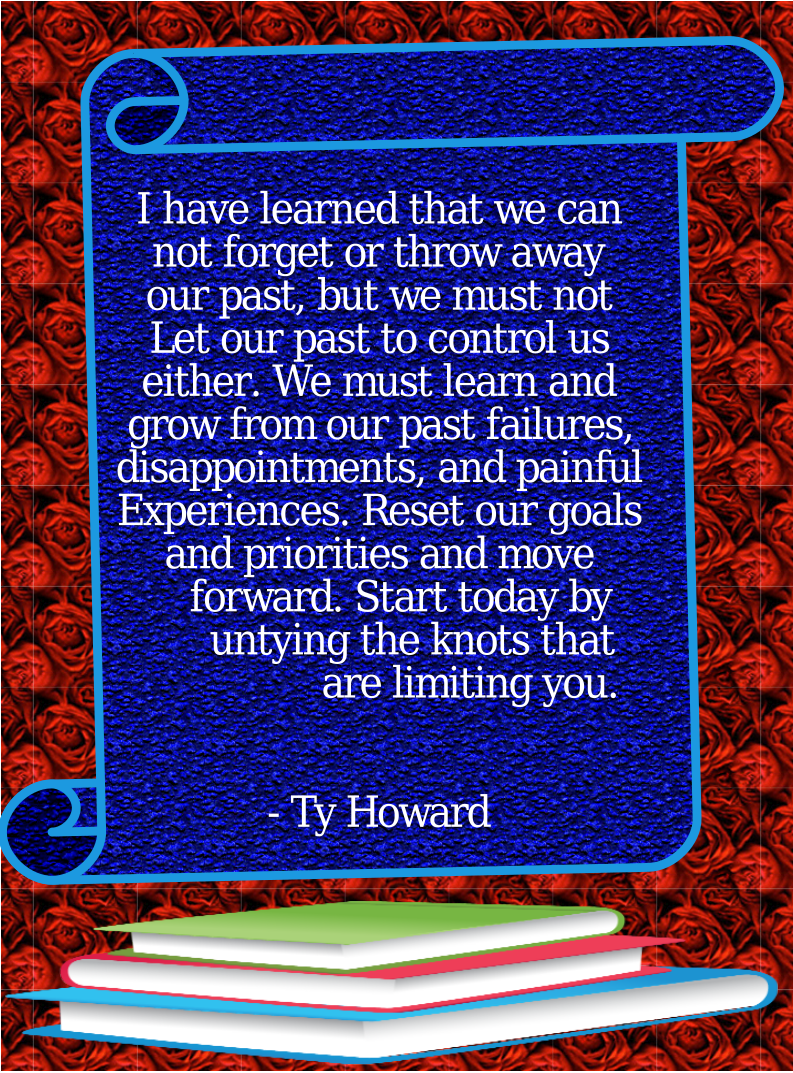 I have learned that we can
not forget or throw away
our past, but we must not
Let our past to control us
either. We must learn and
grow from our past failures,
disappointments, and painful
Experiences. Reset our goals
and priorities and move
forward. Start today by
untying the knots that
are limiting you.
- Ty Howard